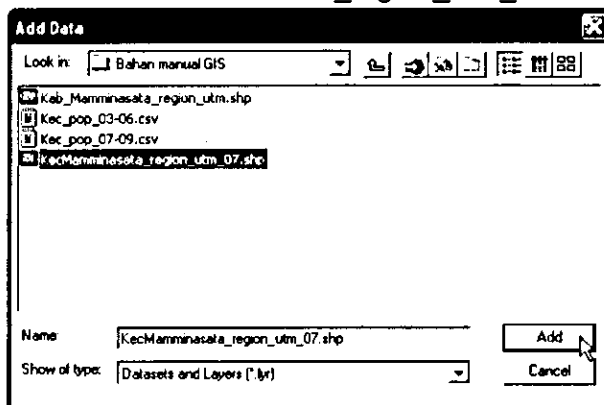 Add Data
Look in: Bahan manual GIS
Kab_Mamminasata_region_utm.shp
Kec_pop_03-06.csv
Kec_pop_07-09.csv
KecMamminasata_region_utm_07.shp
Name: KecMamminasata_region_utm_07.shp
Add
Show of type: Datasets and Layers (*.lyr)
Cancel